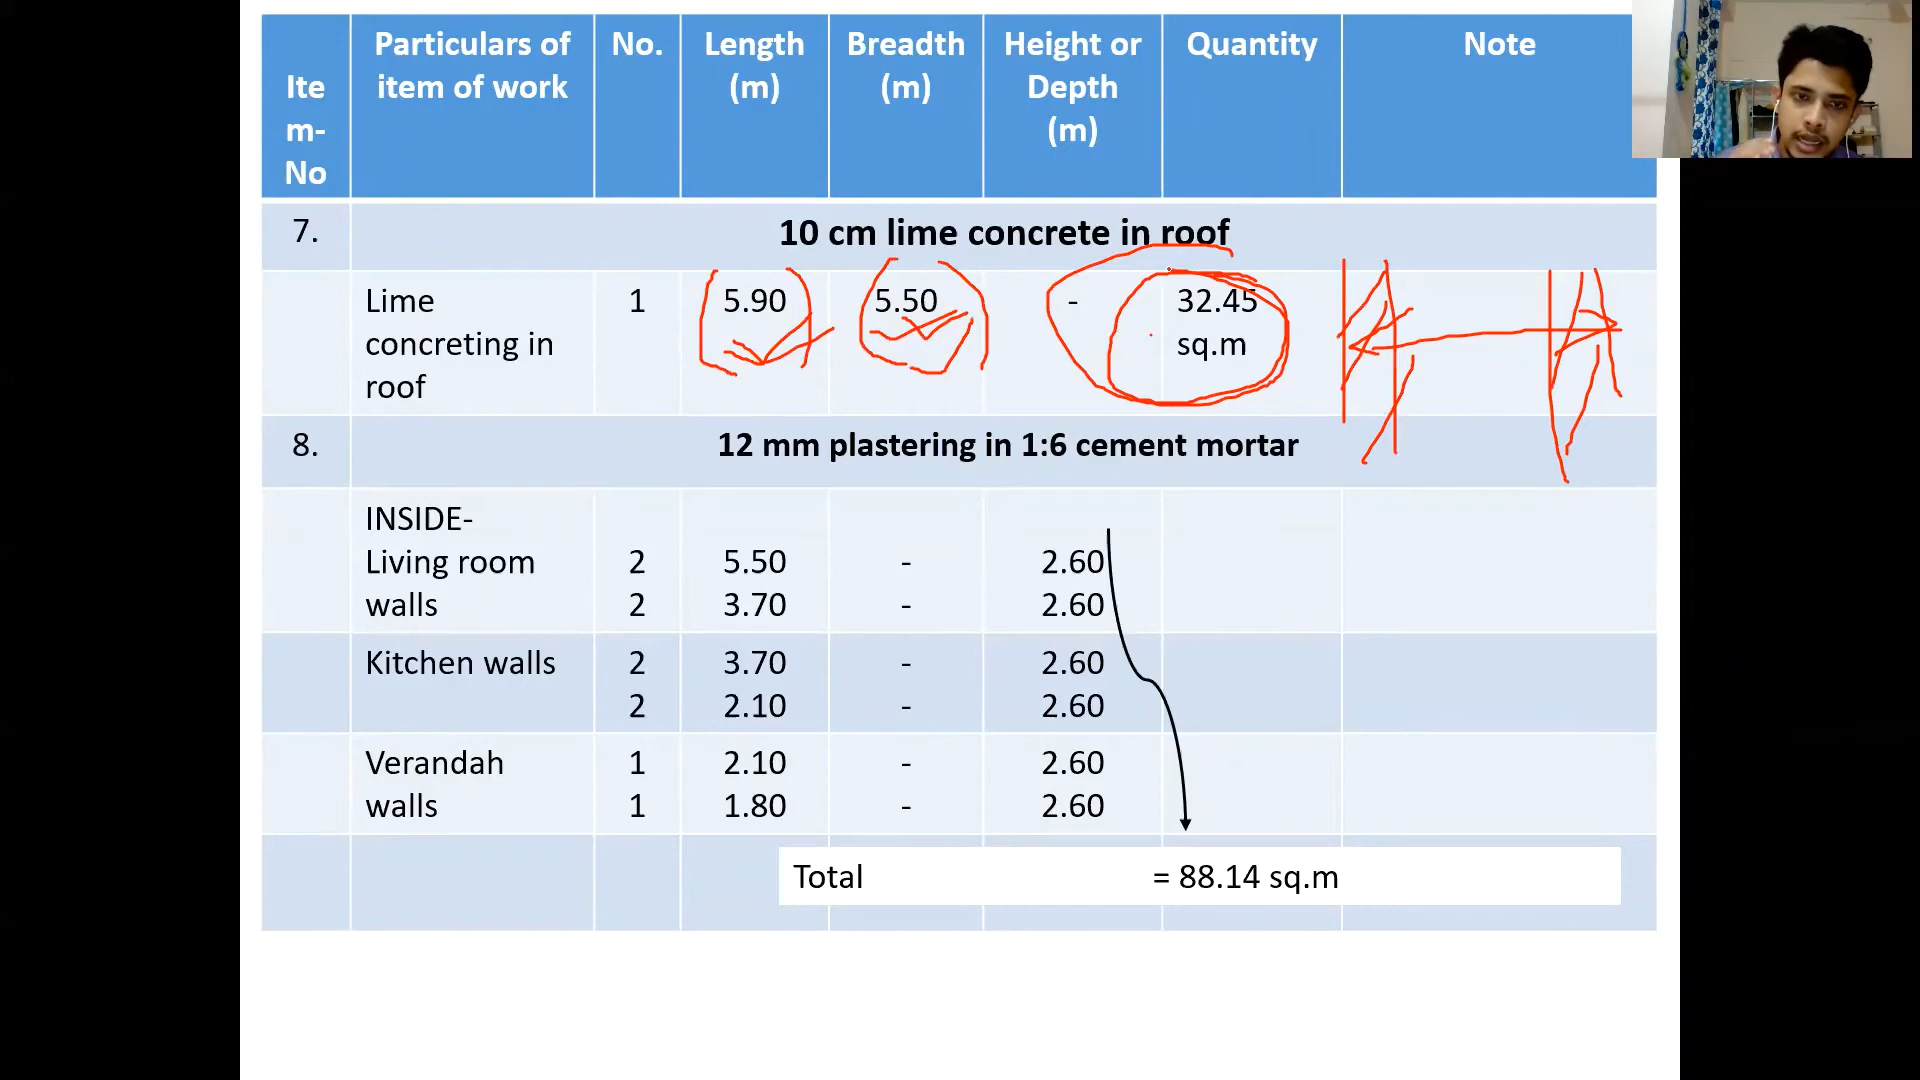 Ite
m-
No
Particulars of
item of work
No.
Length
(m)
Breadth
(m)
Height or
Depth
(m)
Quantity
Note
7.
10 cm lime concrete in roof
Lime
concreting in
roof
1
5.90
5.50
-
32.45
sq.m
8.
12 mm plastering in 1:6 cement mortar
INSIDE-
Living room 2 5.50 - 2.60
walls 2 3.70 - 2.60
Kitchen walls 2 3.70 - 2.60
2 2.10 - 2.60
Verandah 1 2.10 - 2.60
walls 1 1.80 - 2.60
Total = 88.14 sq.m